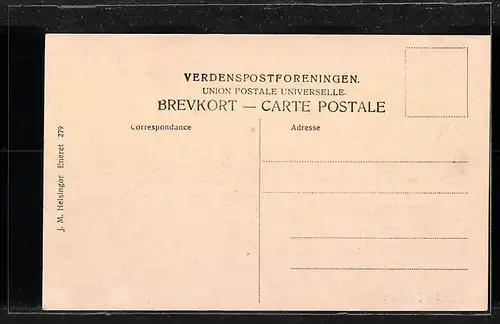 VERDENSPOSTFORENINGEN.
UNION POSTALE UNIVERSELLE.
BREVKORT — CARTE POSTALE
Correspondance
Adresse
J. M. Helsingør Eneret 279